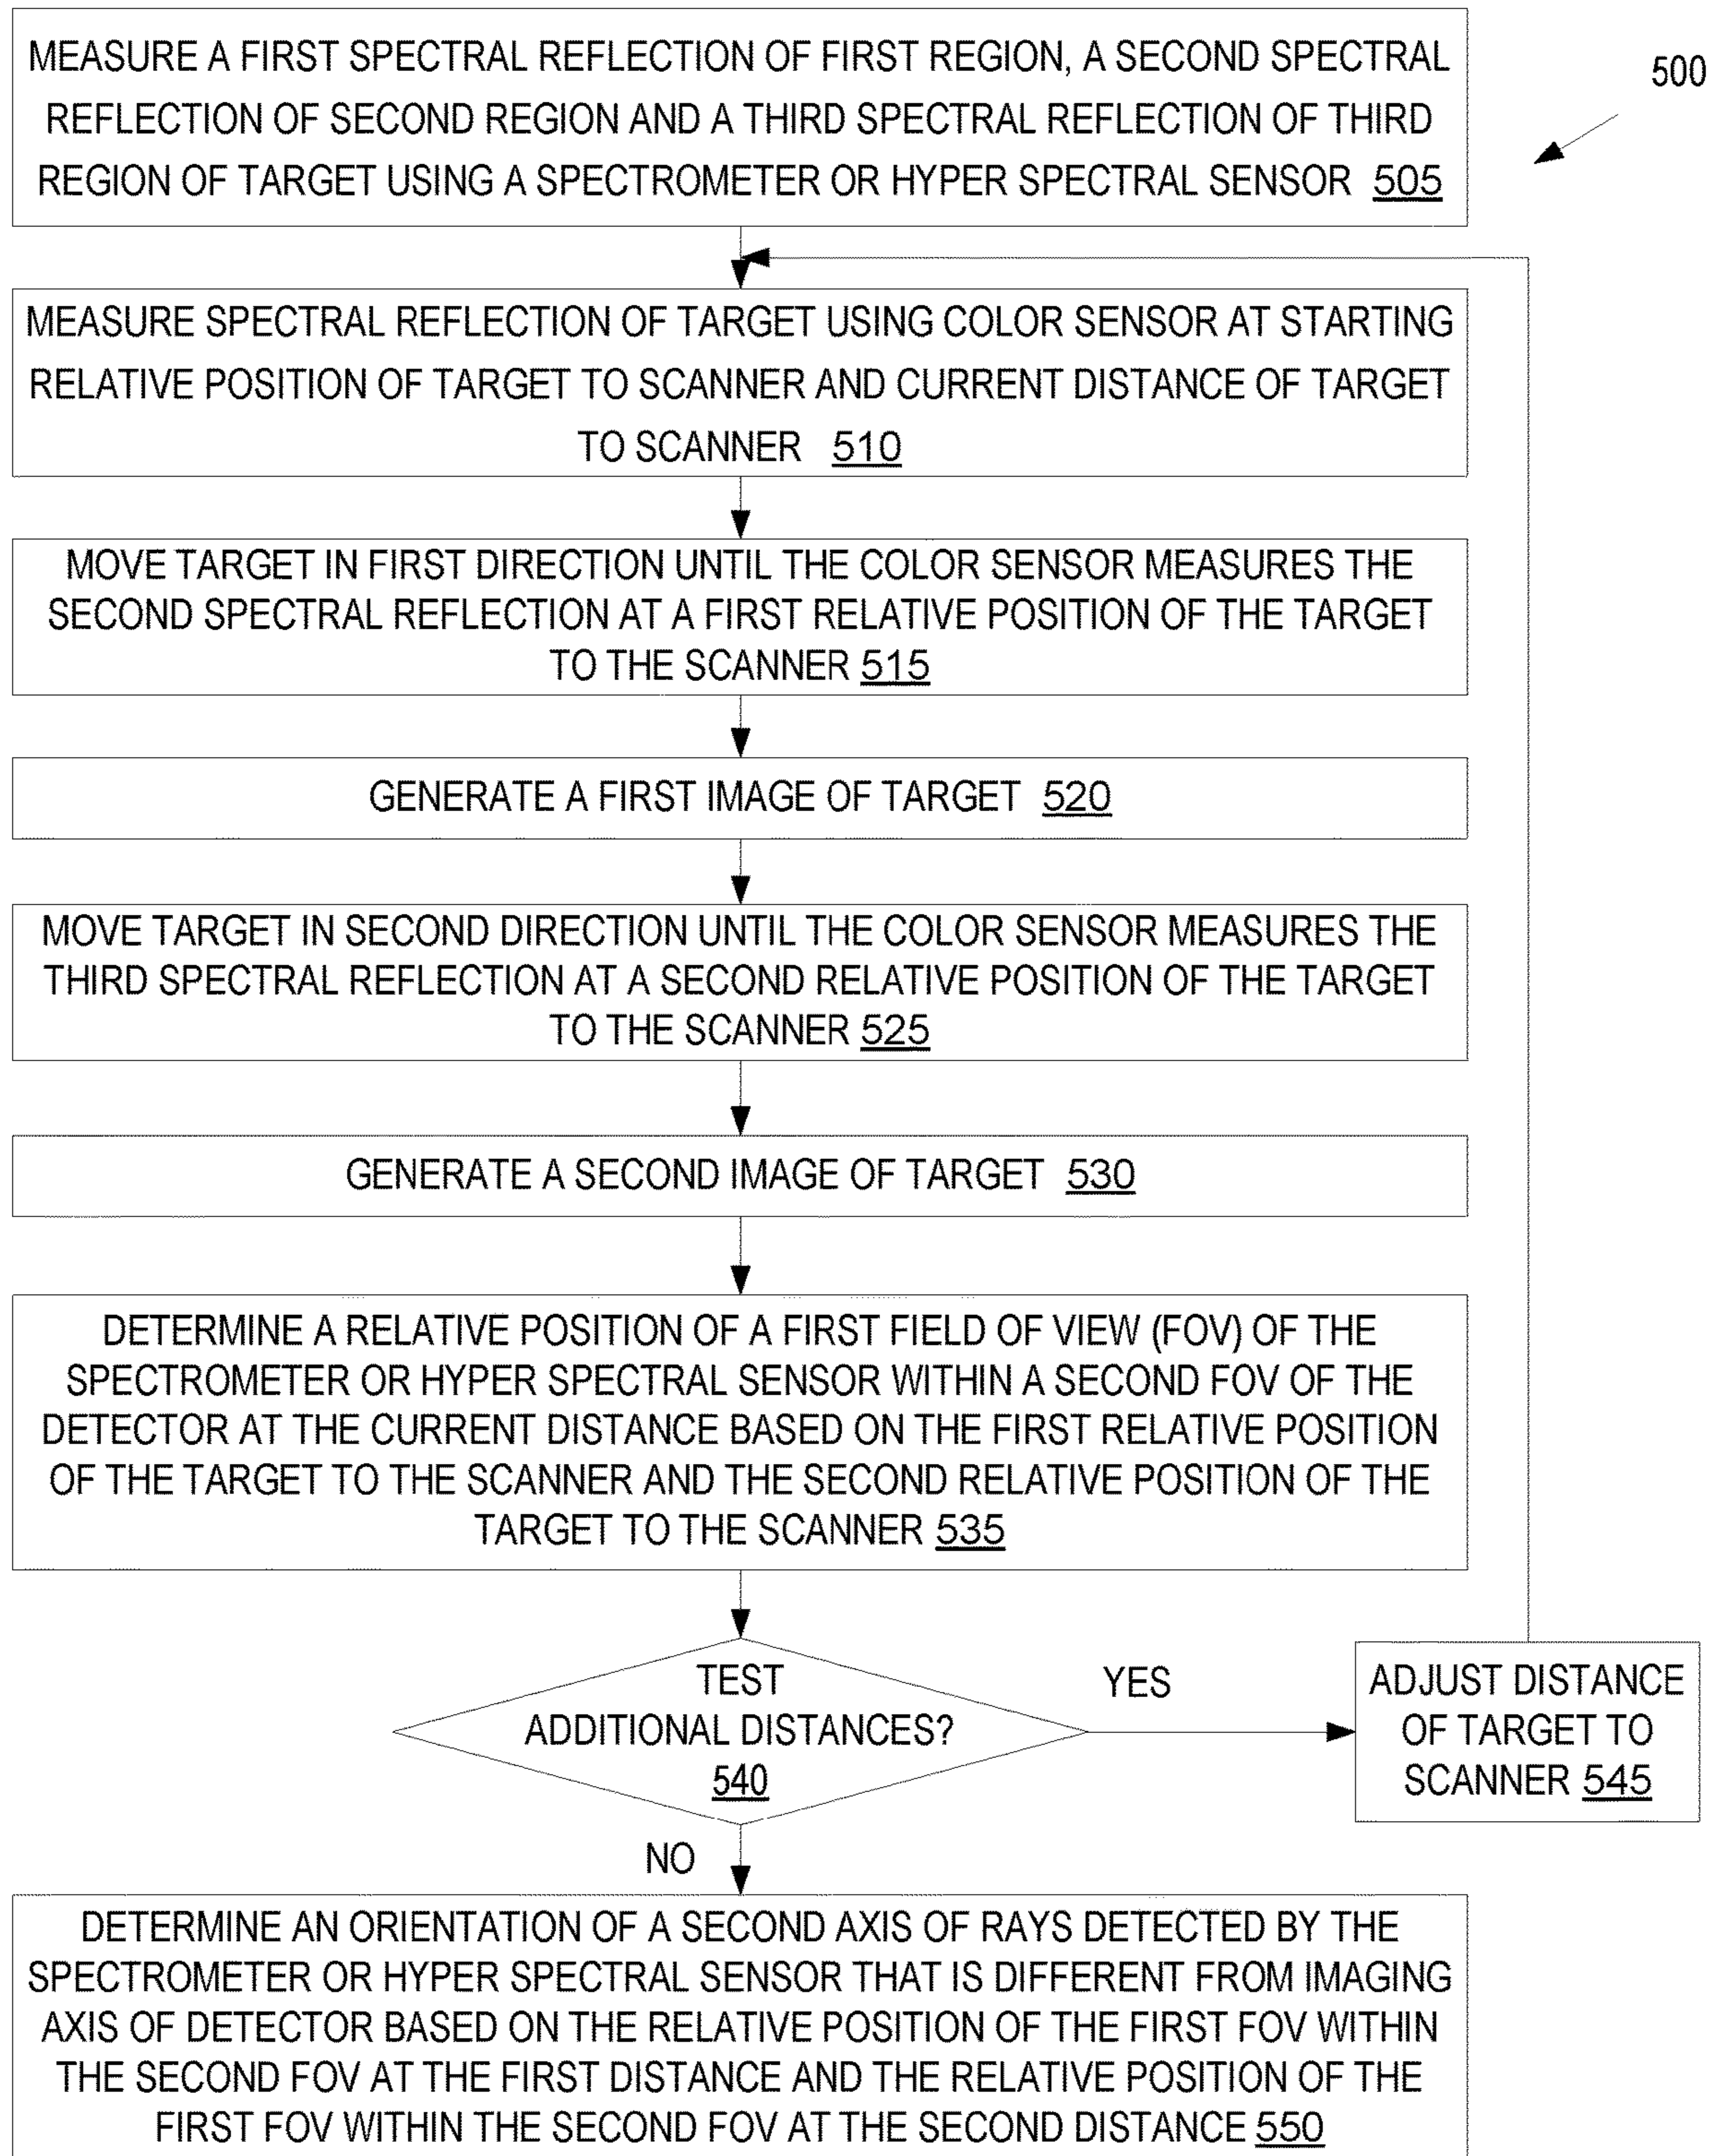 MEASURE A FIRST SPECTRAL REFLECTION OF FIRST REGION, A SECOND SPECTRAL
REFLECTION OF SECOND REGION AND A THIRD SPECTRAL REFLECTION OF THIRD
REGION OF TARGET USING A SPECTROMETER OR HYPER SPECTRAL SENSOR 505
500
MEASURE SPECTRAL REFLECTION OF TARGET USING COLOR SENSOR AT STARTING
RELATIVE POSITION OF TARGET TO SCANNER AND CURRENT DISTANCE OF TARGET
TO SCANNER 510
MOVE TARGET IN FIRST DIRECTION UNTIL THE COLOR SENSOR MEASURES THE
SECOND SPECTRAL REFLECTION AT A FIRST RELATIVE POSITION OF THE TARGET
TO THE SCANNER 515
GENERATE A FIRST IMAGE OF TARGET 520
MOVE TARGET IN SECOND DIRECTION UNTIL THE COLOR SENSOR MEASURES THE
THIRD SPECTRAL REFLECTION AT A SECOND RELATIVE POSITION OF THE TARGET
TO THE SCANNER 525
GENERATE A SECOND IMAGE OF TARGET 530
DETERMINE A RELATIVE POSITION OF A FIRST FIELD OF VIEW (FOV) OF THE
SPECTROMETER OR HYPER SPECTRAL SENSOR WITHIN A SECOND FOV OF THE
DETECTOR AT THE CURRENT DISTANCE BASED ON THE FIRST RELATIVE POSITION
OF THE TARGET TO THE SCANNER AND THE SECOND RELATIVE POSITION OF THE
TARGET TO THE SCANNER 535
TEST
ADDITIONAL DISTANCES?
540
YES
ADJUST DISTANCE
OF TARGET TO
SCANNER 545
NO
DETERMINE AN ORIENTATION OF A SECOND AXIS OF RAYS DETECTED BY THE
SPECTROMETER OR HYPER SPECTRAL SENSOR THAT IS DIFFERENT FROM IMAGING
AXIS OF DETECTOR BASED ON THE RELATIVE POSITION OF THE FIRST FOV WITHIN
THE SECOND FOV AT THE FIRST DISTANCE AND THE RELATIVE POSITION OF THE
FIRST FOV WITHIN THE SECOND FOV AT THE SECOND DISTANCE 550